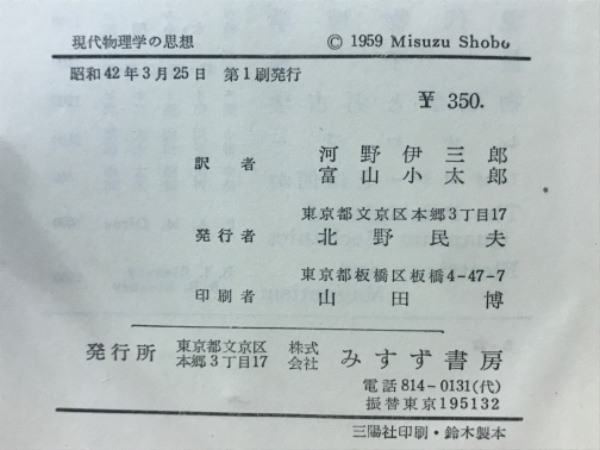 現代物理学の思想
© 1959 Misuzu Shobo
昭和42年3月25日 第1刷発行
¥ 350.
訳者 河野伊三郎
富山小太郎
東京都文京区本郷3丁目17
発行者 北野民夫
東京都板橋区板橋4-47-7
印刷者 山田博
発行所 東京都文京区本郷3丁目17 株式会社 みすず書房
電話814-0131(代)
振替東京195132
三陽社印刷・鈴木製本